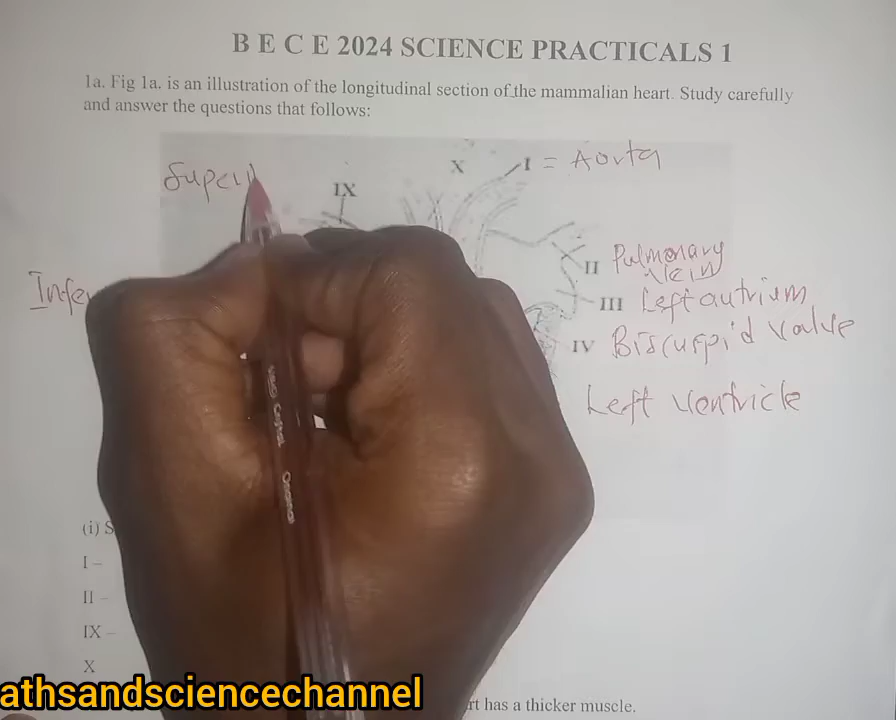 B E C E 2024 SCIENCE PRACTICALS 1
1a. Fig 1a. is an illustration of the longitudinal section of the mammalian heart. Study carefully
and answer the questions that follows:
X
I = Aorta
Superi
IX
II Pulmonary
Vein
Infe
III Left autrium
IV Biscuspid valve
Left Ventricle
(i) S
I –
II –
IX –
X
athsandsciencechannel
rt has a thicker muscle.